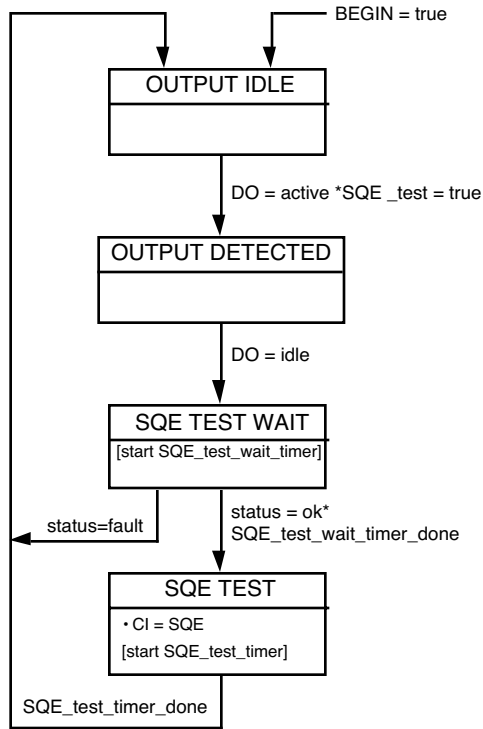 BEGIN = true
OUTPUT IDLE
DO = active *SQE _test = true
OUTPUT DETECTED
DO = idle
SQE TEST WAIT
[start SQE_test_wait_timer]
status=fault
status = ok*
SQE_test_wait_timer_done
SQE TEST
• CI = SQE
[start SQE_test_timer]
SQE_test_timer_done